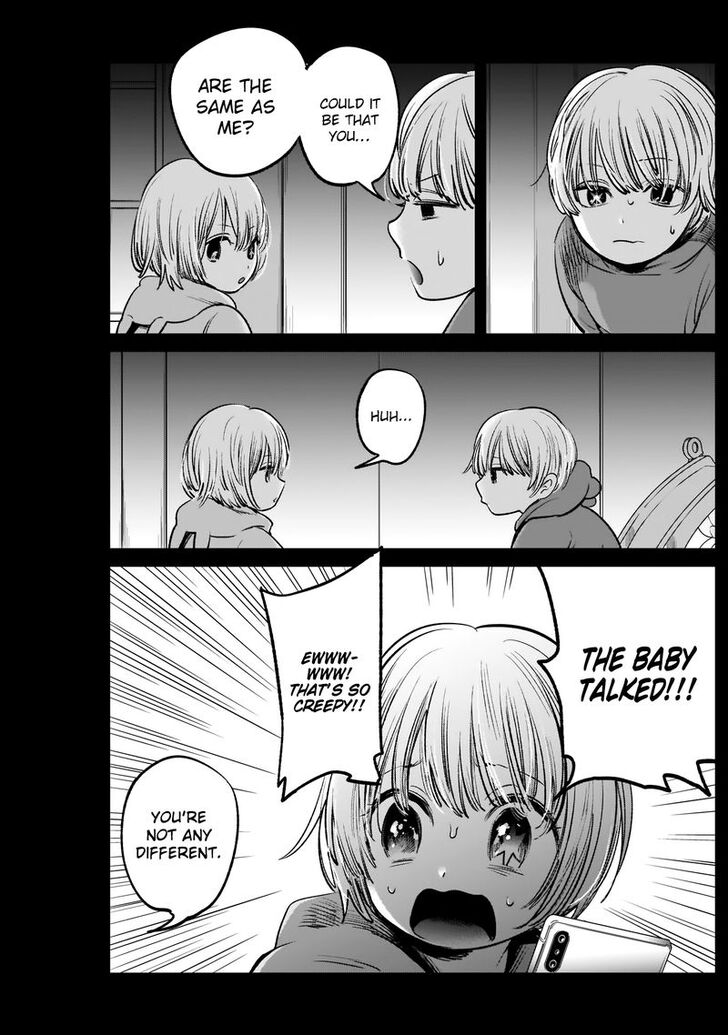 COULD IT
BE THAT
YOU...
ARE THE
SAME AS
ME?
HUH...
THE BABY
TALKED!!!
EWWW-
WWW!
THAT'S SO
CREEPY!!
YOU'RE
NOT ANY
DIFFERENT.